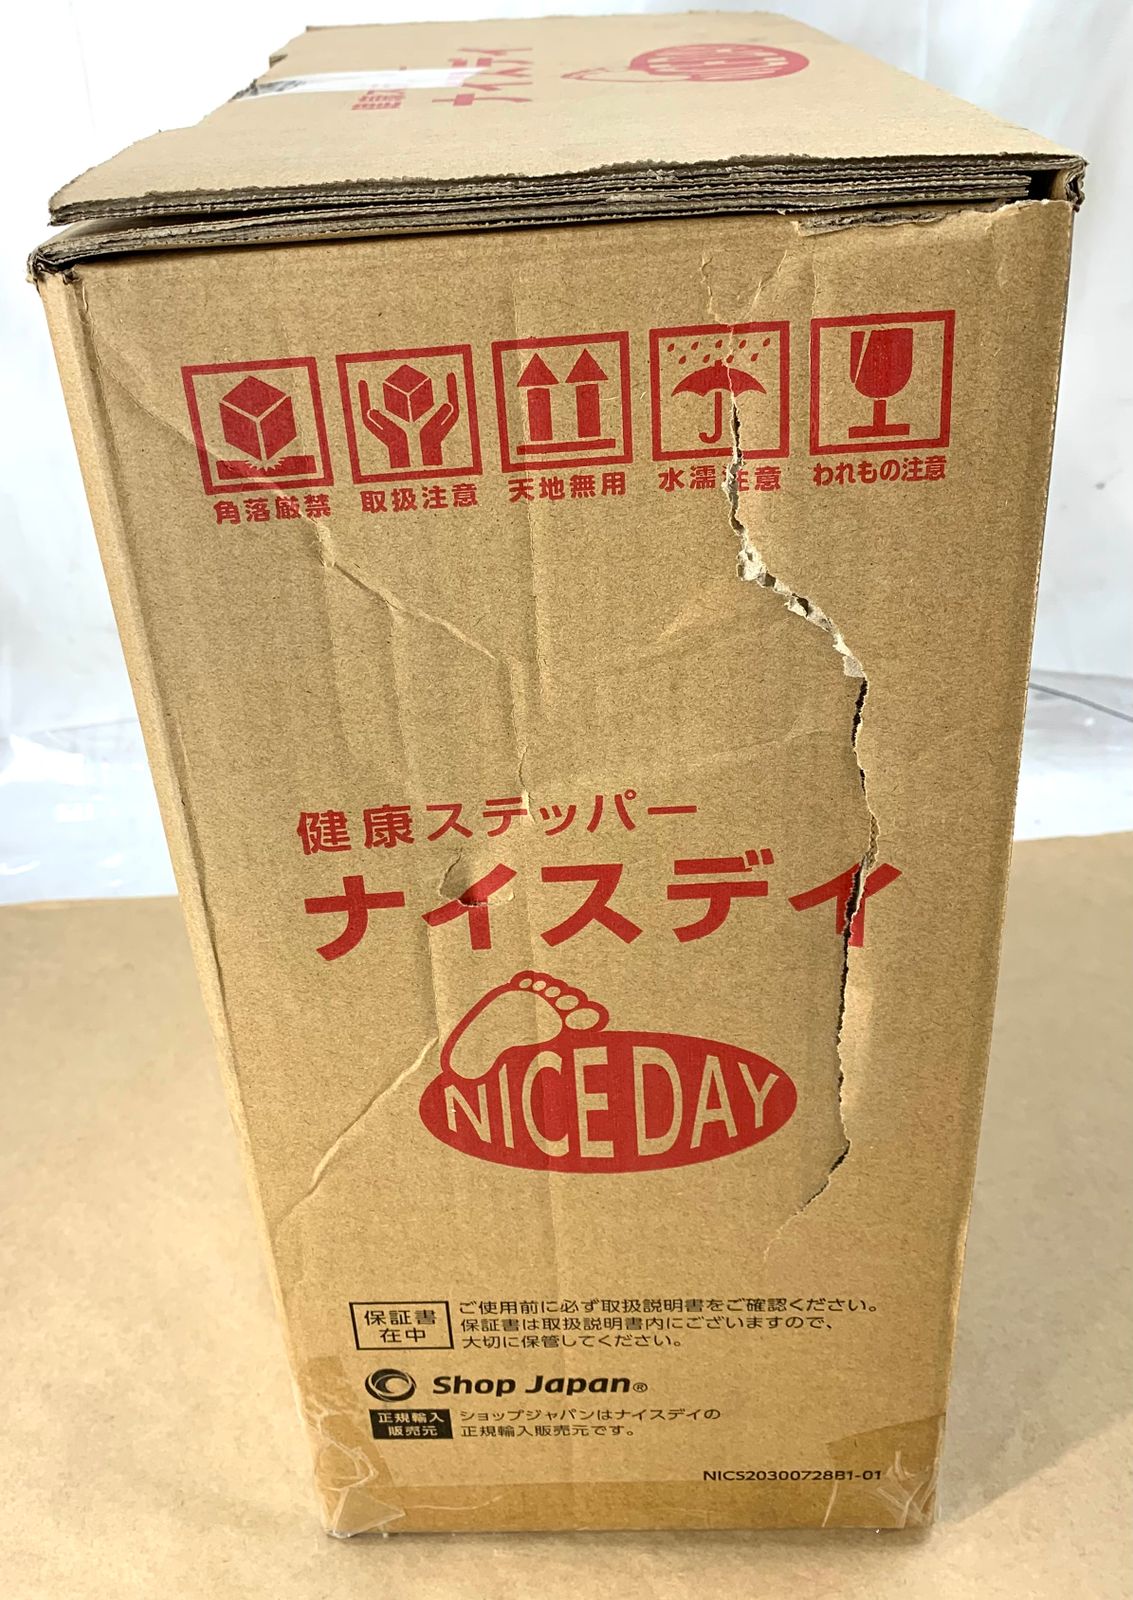 ナイスデイ
角落厳禁
取扱注意
天地無用
水濡注意
われもの注意
健康ステッパー
ナイスデイ
NICE DAY
保証書
在中
ご使用前に必ず取扱説明書をご確認ください。
保証書は取扱説明書内にございますので、
大切に保管してください。
Shop Japan®
正規輸入
販売元
ショップジャパンはナイスデイの
正規輸入販売元です。
NICS20300728B1-01